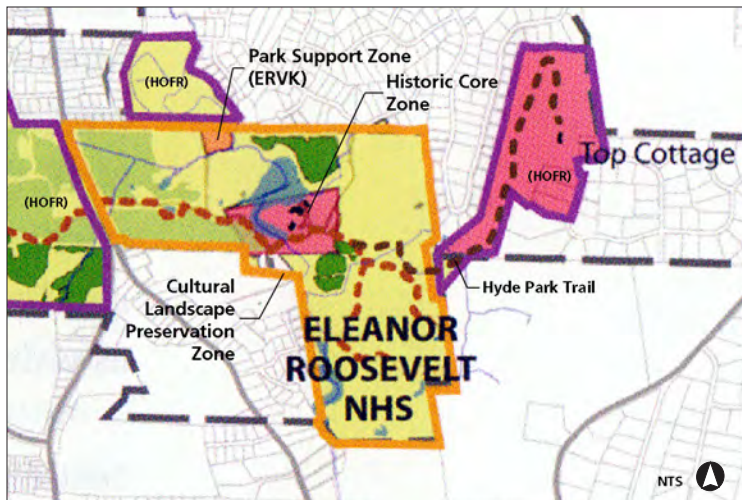 Park Support Zone
(ERVK)
Historic Core
Zone
(HOFR)
(HOFR)
(HOFR)
Top Cottage
Hyde Park Trail
Cultural
Landscape
Preservation
Zone
ELEANOR
ROOSEVELT
NHS
NTS